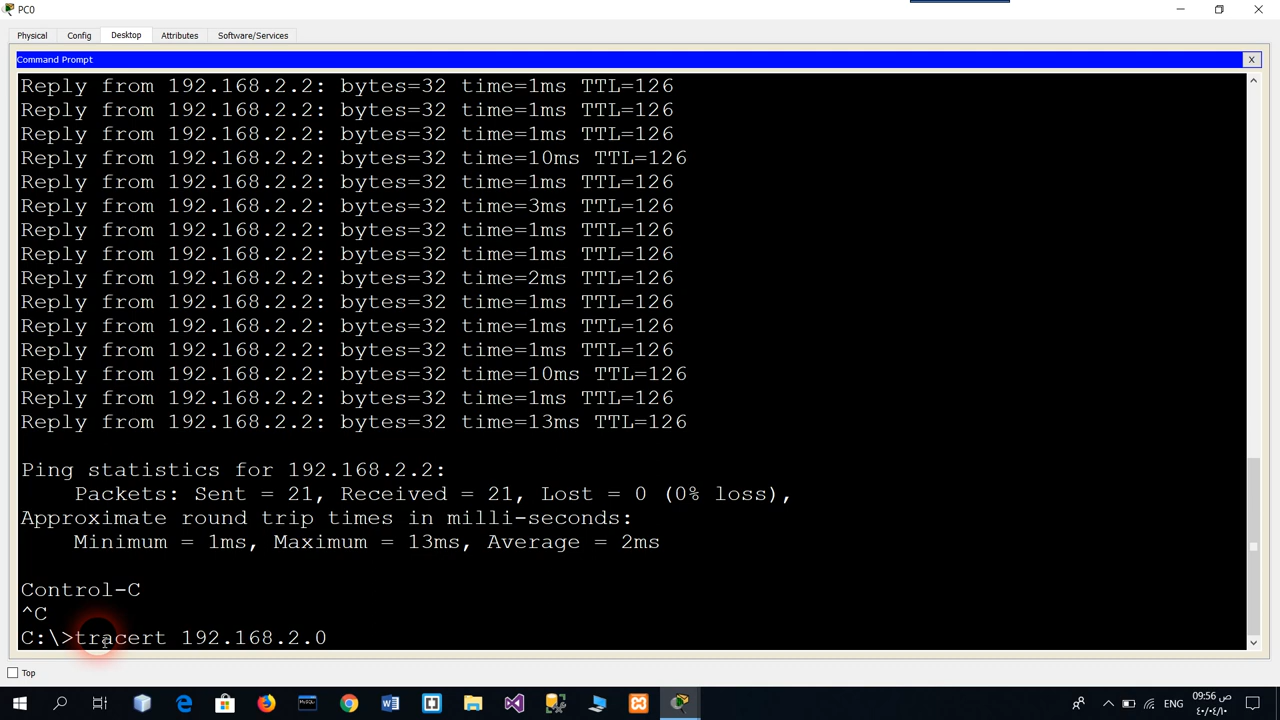 PC0
Physical Config Desktop Attributes Software/Services
Command Prompt X
Reply from 192.168.2.2: bytes=32 time=1ms TTL=126
Reply from 192.168.2.2: bytes=32 time=1ms TTL=126
Reply from 192.168.2.2: bytes=32 time=1ms TTL=126
Reply from 192.168.2.2: bytes=32 time=10ms TTL=126
Reply from 192.168.2.2: bytes=32 time=1ms TTL=126
Reply from 192.168.2.2: bytes=32 time=3ms TTL=126
Reply from 192.168.2.2: bytes=32 time=1ms TTL=126
Reply from 192.168.2.2: bytes=32 time=1ms TTL=126
Reply from 192.168.2.2: bytes=32 time=2ms TTL=126
Reply from 192.168.2.2: bytes=32 time=1ms TTL=126
Reply from 192.168.2.2: bytes=32 time=1ms TTL=126
Reply from 192.168.2.2: bytes=32 time=1ms TTL=126
Reply from 192.168.2.2: bytes=32 time=10ms TTL=126
Reply from 192.168.2.2: bytes=32 time=1ms TTL=126
Reply from 192.168.2.2: bytes=32 time=13ms TTL=126
Ping statistics for 192.168.2.2:
Packets: Sent = 21, Received = 21, Lost = 0 (0% loss),
Approximate round trip times in milli-seconds:
Minimum = 1ms, Maximum = 13ms, Average = 2ms
Control-C
^C
C:\>tracert 192.168.2.0
Top
MySQL
ENG
09:56 ص